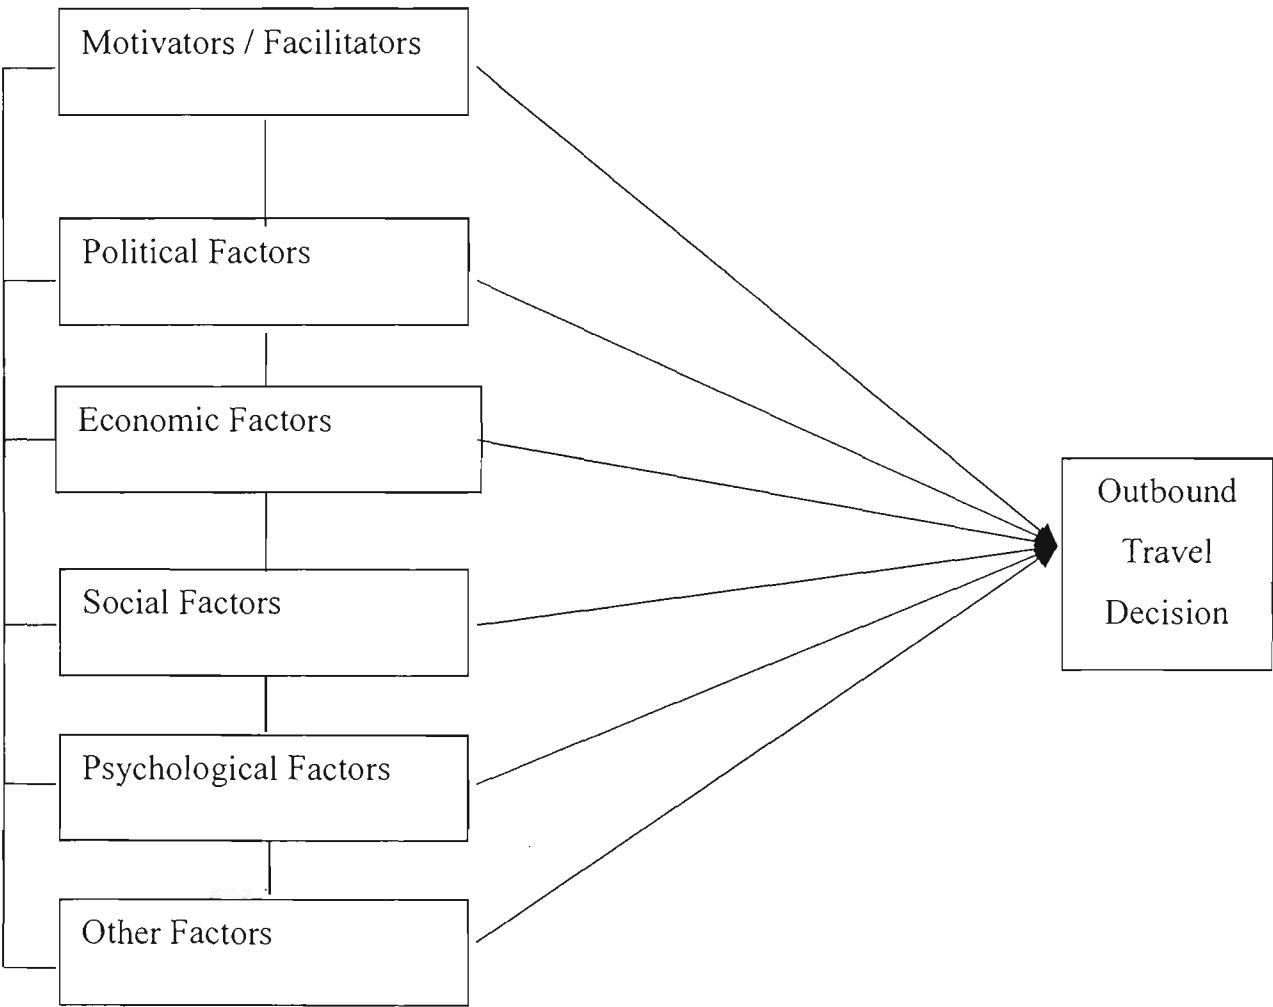 Motivators / Facilitators
Political Factors
Economic Factors
Social Factors
Psychological Factors
Other Factors
Outbound
Travel
Decision